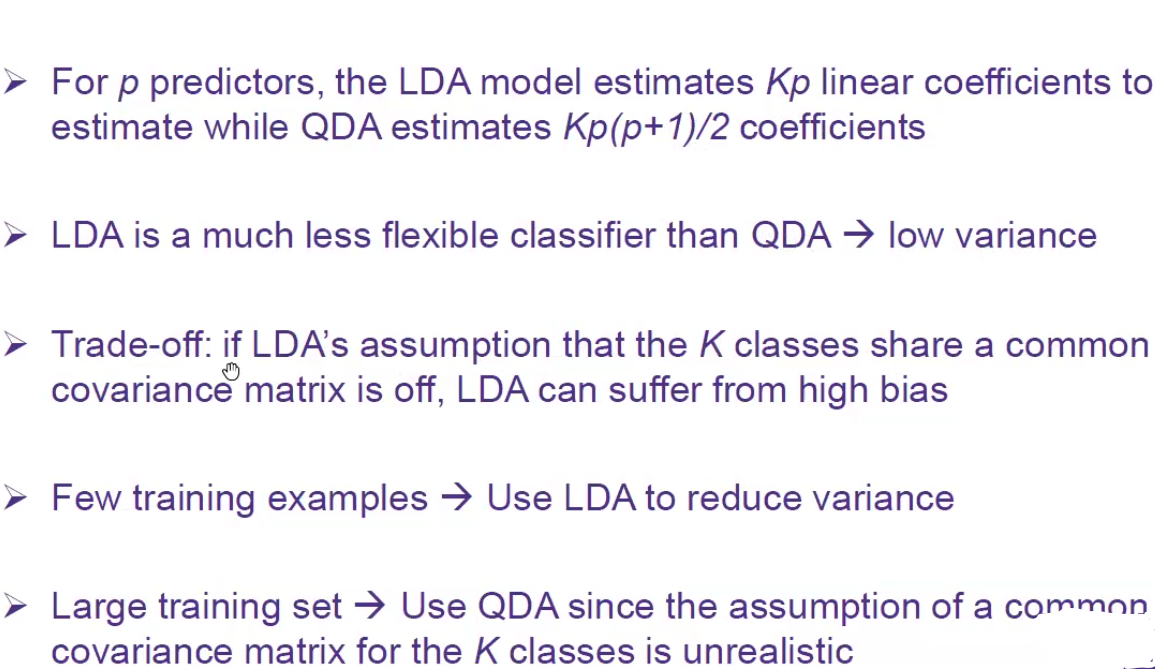 ➢ For p predictors, the LDA model estimates Kp linear coefficients to
estimate while QDA estimates Kp(p+1)/2 coefficients
➢ LDA is a much less flexible classifier than QDA → low variance
➢ Trade-off: if LDA’s assumption that the K classes share a common
covariance matrix is off, LDA can suffer from high bias
➢ Few training examples → Use LDA to reduce variance
➢ Large training set → Use QDA since the assumption of a common
covariance matrix for the K classes is unrealistic